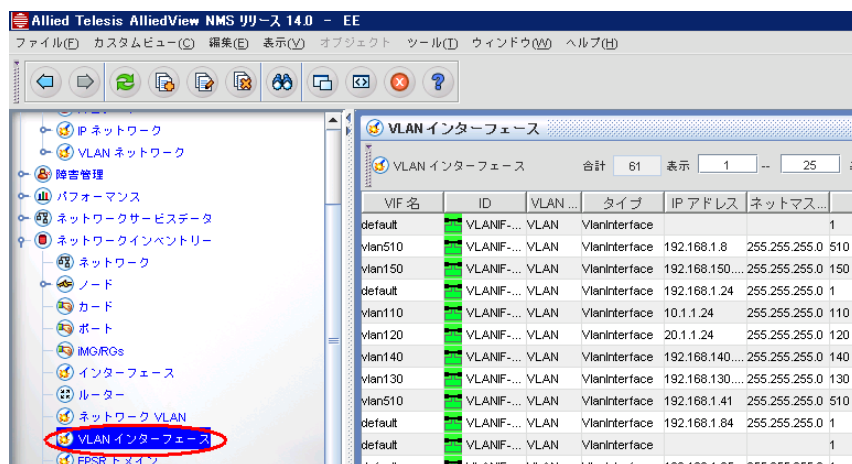 Allied Telesis AlliedView NMS リリース 14.0 - EE
ファイル(F) カスタムビュー(C) 編集(E) 表示(V) オブジェクト ツール(T) ウィンドウ(W) ヘルプ(H)
IP ネットワーク
VLAN ネットワーク
障害管理
パフォーマンス
ネットワークサービスデータ
ネットワークインベントリー
ネットワーク
ノード
カード
ポート
iMG/RGs
インターフェース
ルーター
ネットワーク VLAN
VLAN インターフェース
EPSR ドメイン
VLAN インターフェース
VLAN インターフェース 合計 61 表示 1 -- 25
VIF 名 ID VLAN ... タイプ IP アドレス ネットマス...
default VLANIF-... VLAN VlanInterface 1
vlan510 VLANIF-... VLAN VlanInterface 192.168.1.8 255.255.255.0 510
vlan150 VLANIF-... VLAN VlanInterface 192.168.150.... 255.255.255.0 150
default VLANIF-... VLAN VlanInterface 192.168.1.24 255.255.255.0 1
vlan110 VLANIF-... VLAN VlanInterface 10.1.1.24 255.255.255.0 110
vlan120 VLANIF-... VLAN VlanInterface 20.1.1.24 255.255.255.0 120
vlan140 VLANIF-... VLAN VlanInterface 192.168.140.... 255.255.255.0 140
vlan130 VLANIF-... VLAN VlanInterface 192.168.130.... 255.255.255.0 130
vlan510 VLANIF-... VLAN VlanInterface 192.168.1.41 255.255.255.0 510
default VLANIF-... VLAN VlanInterface 192.168.1.84 255.255.255.0 1
default VLANIF-... VLAN VlanInterface 1